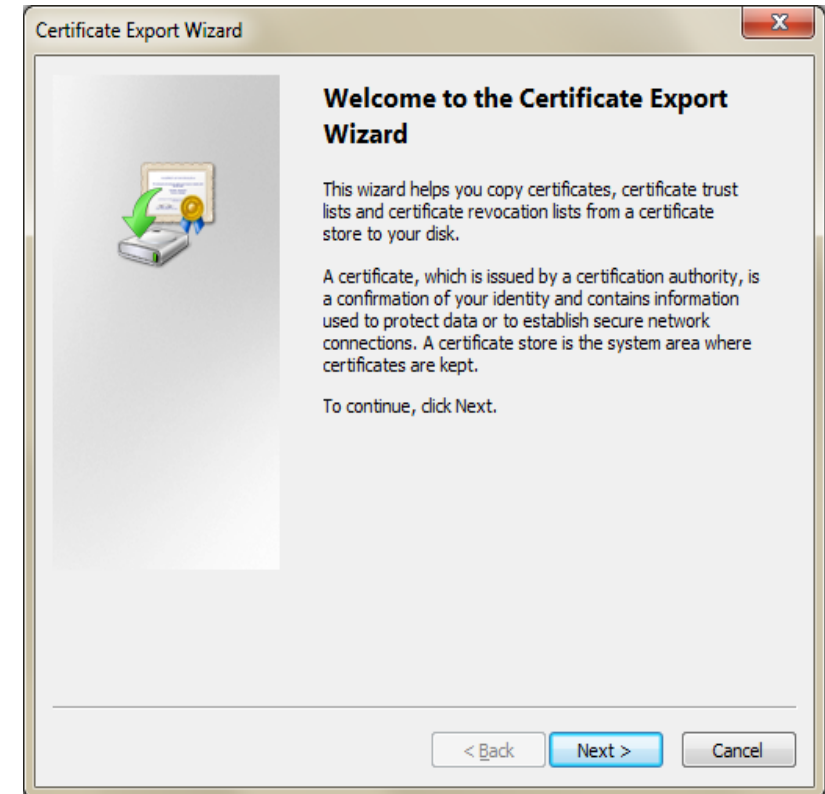 Certificate Export Wizard
X
Welcome to the Certificate Export
Wizard
This wizard helps you copy certificates, certificate trust
lists and certificate revocation lists from a certificate
store to your disk.
A certificate, which is issued by a certification authority, is
a confirmation of your identity and contains information
used to protect data or to establish secure network
connections. A certificate store is the system area where
certificates are kept.
To continue, click Next.
< Back Next > Cancel